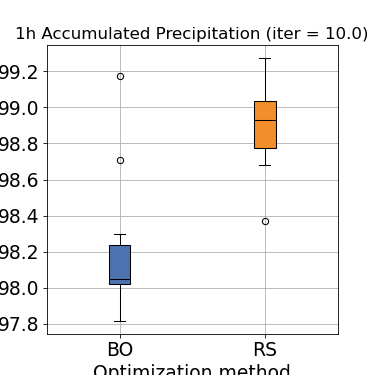 1h Accumulated Precipitation (iter = 10.0)
99.2
99.0
98.8
98.6
98.4
98.2
98.0
97.8
BO RS
Optimization method